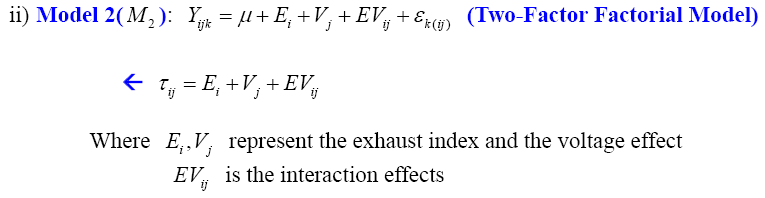 ii) Model 2(M₂): Y_ijk = μ + E_i + V_j + EV_ij + ε_k(ij) (Two-Factor Factorial Model)
← τ_ij = E_i + V_j + EV_ij
Where E_i, V_j represent the exhaust index and the voltage effect
EV_ij is the interaction effects